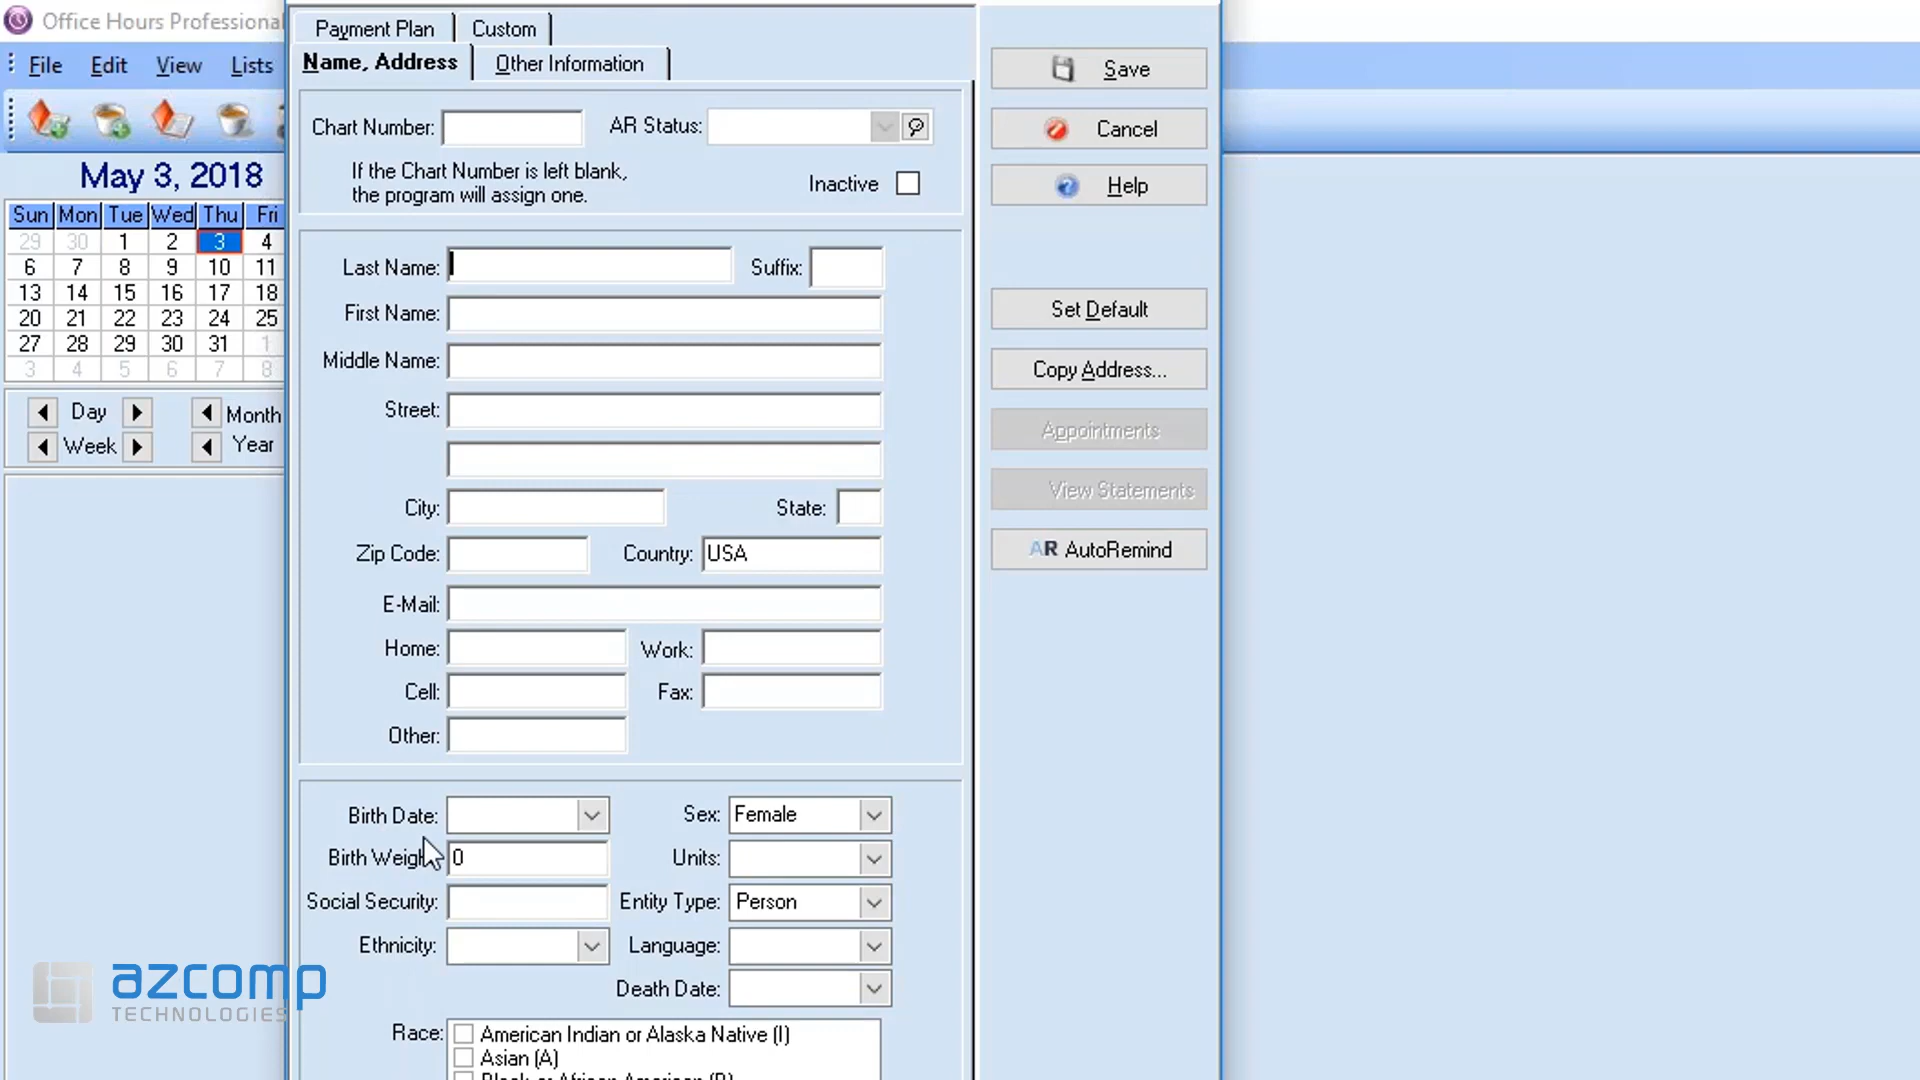 Office Hours Professional
File Edit View Lists
May 3, 2018
Sun Mon Tue Wed Thu Fri
29 30 1 2 3 4
6 7 8 9 10 11
13 14 15 16 17 18
20 21 22 23 24 25
27 28 29 30 31 1
3 4 5 6 7 8
Day Month
Week Year
Payment Plan Custom
Name, Address Other Information
Chart Number: AR Status:
If the Chart Number is left blank,
the program will assign one.
Inactive
Last Name: Suffix:
First Name:
Middle Name:
Street:
City: State:
Zip Code: Country: USA
E-Mail:
Home: Work:
Cell: Fax:
Other:
Birth Date: Sex: Female
Birth Weigh 0 Units:
Social Security: Entity Type: Person
Ethnicity: Language:
Death Date:
Race: American Indian or Alaska Native (I)
Asian (A)
Save
Cancel
Help
Set Default
Copy Address...
Appointments
View Statements
AR AutoRemind
azcomp
TECHNOLOGIES